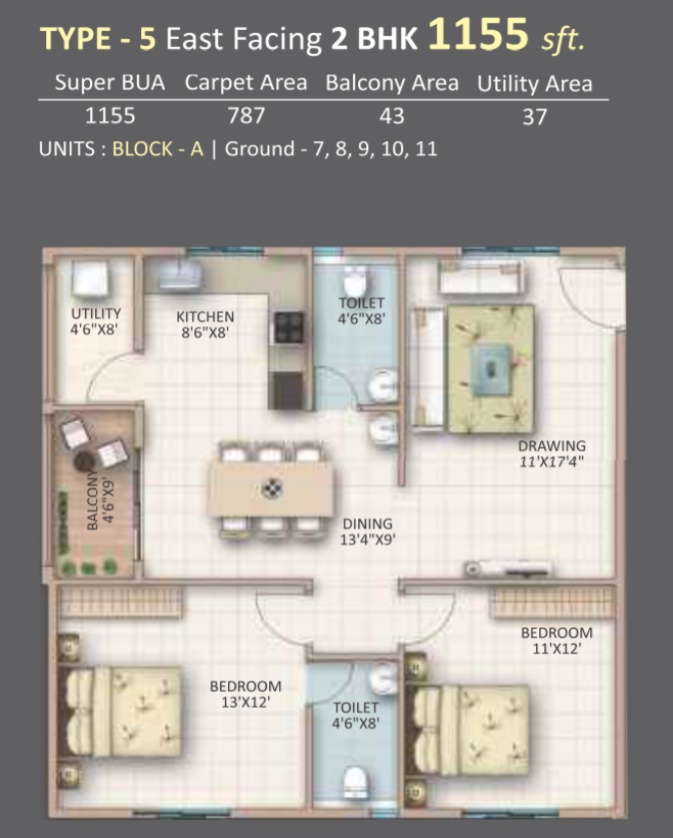 TYPE - 5 East Facing 2 BHK 1155 sft.
Super BUA Carpet Area Balcony Area Utility Area
1155 787 43 37
UNITS : BLOCK - A | Ground - 7, 8, 9, 10, 11
UTILITY
4'6"X8'
KITCHEN
8'6"X8'
TOILET
4'6"X8'
DRAWING
11'X17'4"
BALCONY
4'6"X9'
DINING
13'4"X9'
BEDROOM
11'X12'
BEDROOM
13'X12'
TOILET
4'6"X8'